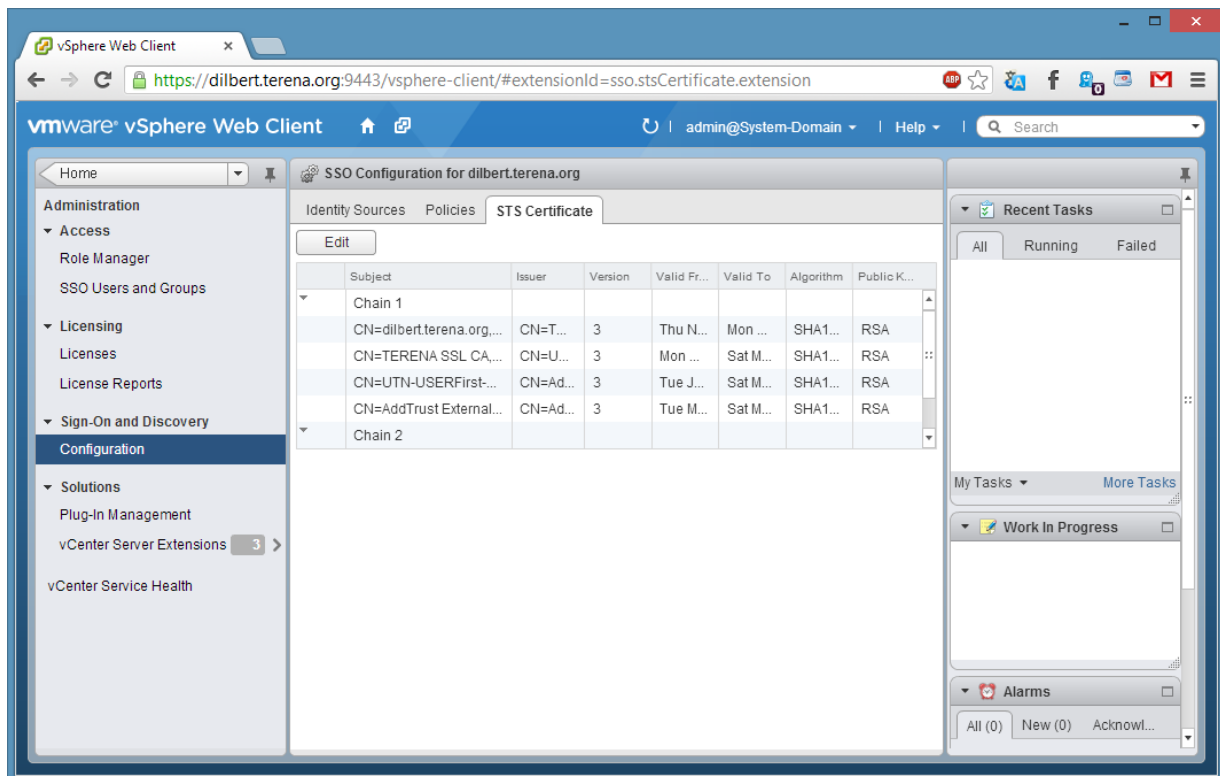 vSphere Web Client
https://dilbert.terena.org:9443/vsphere-client/#extensionId=sso.stsCertificate.extension
ABP
f
0
vmware® vSphere Web Client
admin@System-Domain | Help
Search
Home
Administration
Access
Role Manager
SSO Users and Groups
Licensing
Licenses
License Reports
Sign-On and Discovery
Configuration
Solutions
Plug-In Management
vCenter Server Extensions 3
vCenter Service Health
SSO Configuration for dilbert.terena.org
Identity Sources Policies STS Certificate
Edit
Subject Issuer Version Valid Fr... Valid To Algorithm Public K...
Chain 1
CN=dilbert.terena.org,... CN=T... 3 Thu N... Mon ... SHA1... RSA
CN=TERENA SSL CA,... CN=U... 3 Mon ... Sat M... SHA1... RSA
CN=UTN-USERFirst-... CN=Ad... 3 Tue J... Sat M... SHA1... RSA
CN=AddTrust External... CN=Ad... 3 Tue M... Sat M... SHA1... RSA
Chain 2
Recent Tasks
All Running Failed
My Tasks More Tasks
Work In Progress
Alarms
All (0) New (0) Acknowl...